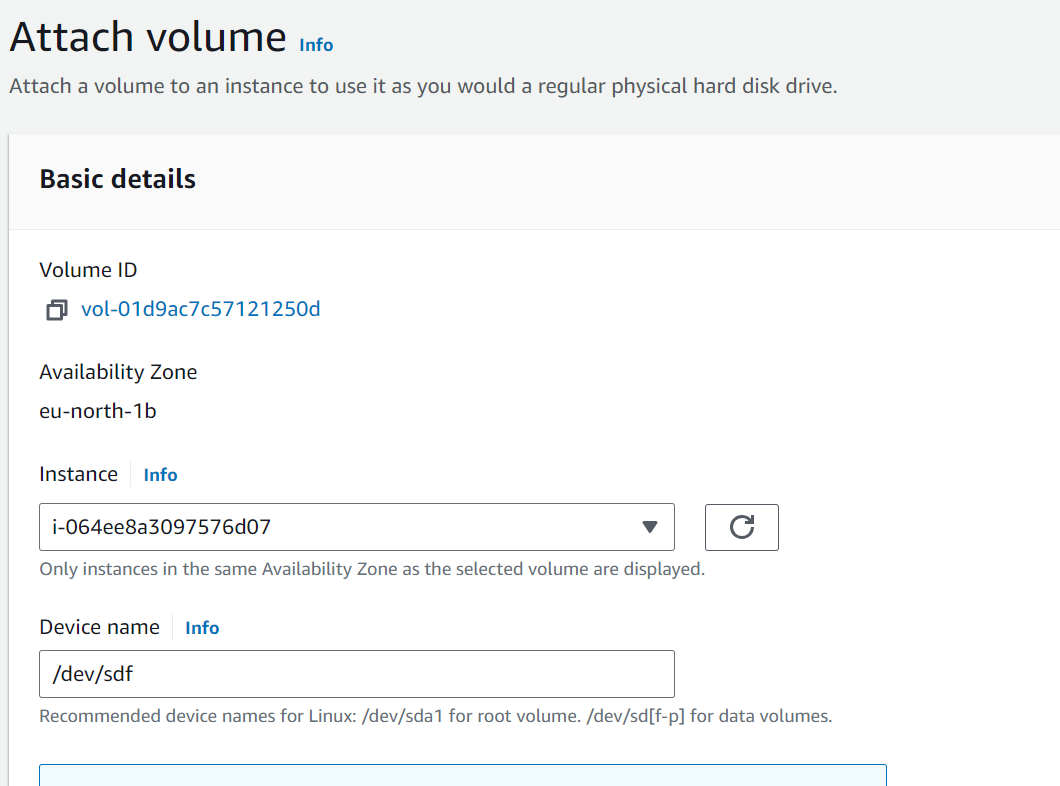 Attach volume Info
Attach a volume to an instance to use it as you would a regular physical hard disk drive.
Basic details
Volume ID
vol-01d9ac7c57121250d
Availability Zone
eu-north-1b
Instance Info
i-064ee8a3097576d07
Only instances in the same Availability Zone as the selected volume are displayed.
Device name Info
/dev/sdf
Recommended device names for Linux: /dev/sda1 for root volume. /dev/sd[f-p] for data volumes.